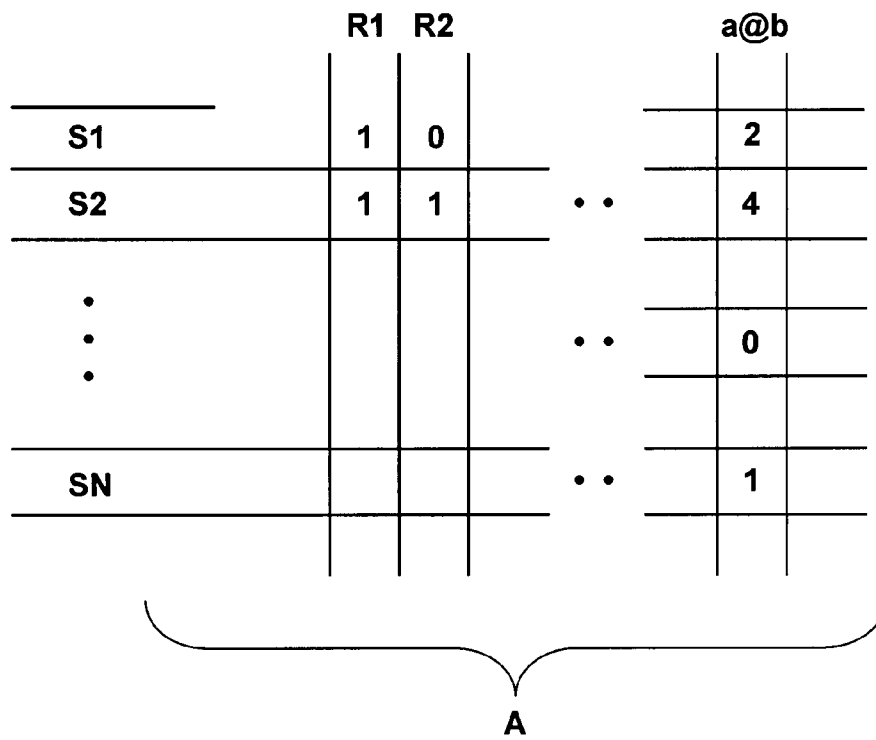 R1 R2 a@b
S1 1 0 2
S2 1 1 • • 4
• • 0
SN • • 1
A